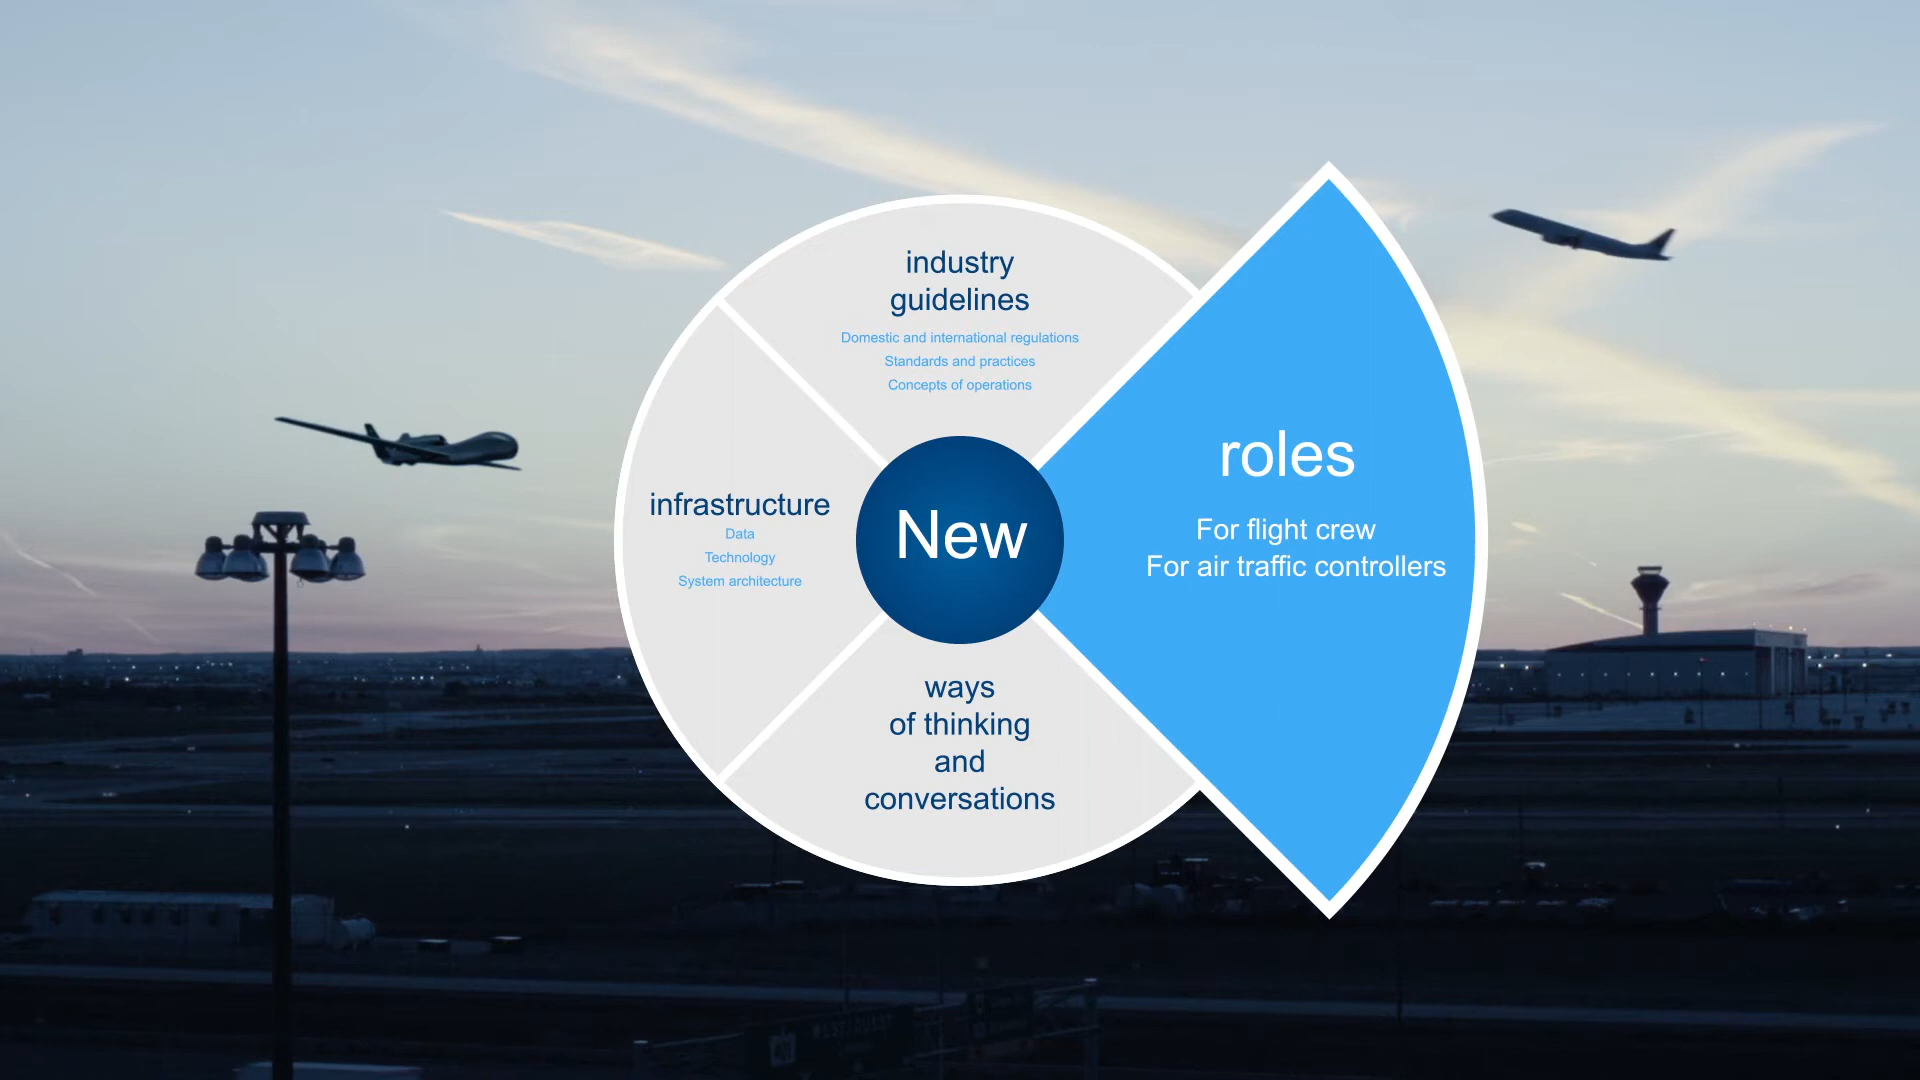 industry
guidelines
Domestic and international regulations
Standards and practices
Concepts of operations
infrastructure
Data
Technology
System architecture
New
roles
For flight crew
For air traffic controllers
ways
of thinking
and
conversations